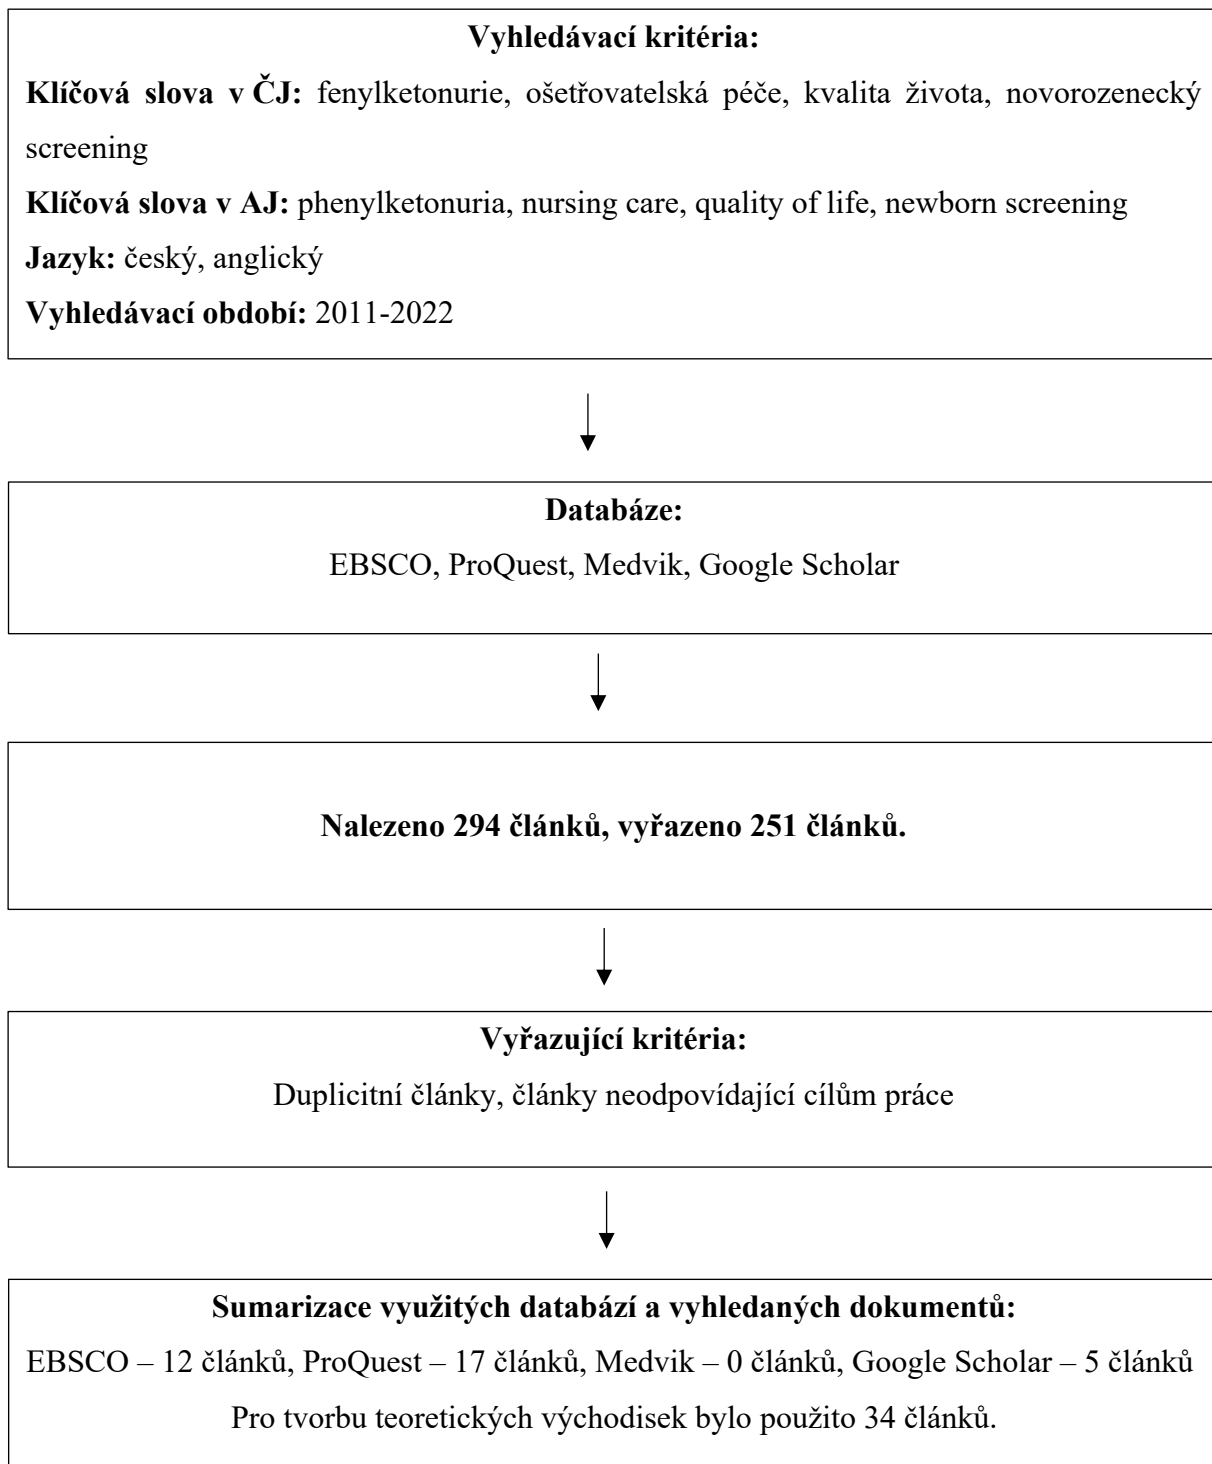 Vyhledávací kritéria:
Klíčová slova v ČJ: fenylketonurie, ošetřovatelská péče, kvalita života, novorozenecký
screening
Klíčová slova v AJ: phenylketonuria, nursing care, quality of life, newborn screening
Jazyk: český, anglický
Vyhledávací období: 2011-2022
Databáze:
EBSCO, ProQuest, Medvik, Google Scholar
Nalezeno 294 článků, vyřazeno 251 článků.
Vyřazující kritéria:
Duplicitní články, články neodpovídající cílům práce
Sumarizace využitých databází a vyhledaných dokumentů:
EBSCO – 12 článků, ProQuest – 17 článků, Medvik – 0 článků, Google Scholar – 5 článků
Pro tvorbu teoretických východisek bylo použito 34 článků.